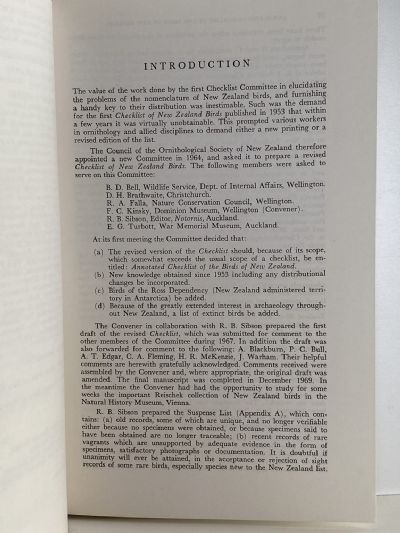 INTRODUCTION
The value of the work done by the first Checklist Committee in elucidating
the problems of the nomenclature of New Zealand birds, and furnishing
a handy key to their distribution was inestimable. Such was the demand
for the first Checklist of New Zealand Birds published in 1953 that within
a few years it was virtually unobtainable. This prompted various workers
in ornithology and allied disciplines to demand either a new printing or a
revised edition of the list.
The Council of the Ornithological Society of New Zealand therefore
appointed a new Committee in 1964, and asked it to prepare a revised
Checklist of New Zealand Birds. The following members were asked to
serve on this Committee:
B. D. Bell, Wildlife Service, Dept. of Internal Affairs, Wellington.
D. H. Brathwaite, Christchurch.
R. A. Falla, Nature Conservation Council, Wellington.
F. C. Kinsky, Dominion Museum, Wellington (Convener).
R. B. Sibson, Editor, Notornis, Auckland.
E. G. Turbott, War Memorial Museum, Auckland.
At its first meeting the Committee decided that:
(a) The revised version of the Checklist should, because of its scope,
which somewhat exceeds the usual scope of a checklist, be en-
titled: Annotated Checklist of the Birds of New Zealand.
(b) New knowledge obtained since 1953 including any distributional
changes be incorporated.
(c) Birds of the Ross Dependency (New Zealand administered terri-
tory in Antarctica) be added.
(d) Because of the greatly extended interest in archaeology through-
out New Zealand, a list of extinct birds be added.
The Convener in collaboration with R. B. Sibson prepared the first
draft of the revised Checklist, which was submitted for comment to the
other members of the Committee during 1967. In addition the draft was
also forwarded for comment to the following: A. Blackburn, P. C. Bull,
A. T. Edgar, C. A. Fleming, H. R. McKenzie, J. Warham. Their helpful
comments are herewith gratefully acknowledged. Comments received were
assembled by the Convener and, where appropriate, the original draft was
amended. The final manuscript was completed in December 1969. In
the meantime the Convener had had the opportunity to study for some
weeks the important Reischek collection of New Zealand birds in the
Natural History Museum, Vienna.
R. B. Sibson prepared the Suspense List (Appendix A), which con-
tains: (a) old records, some of which are unique, and no longer verifiable
either because no specimens were obtained, or because specimens said to
have been obtained are no longer traceable; (b) recent records of rare
vagrants which are unsupported by adequate evidence in the form of
specimens, satisfactory photographs or documentation. It is doubtful if
unanimity will ever be attained, in the acceptance or rejection of sight
records of some rare birds, especially species new to the New Zealand list.